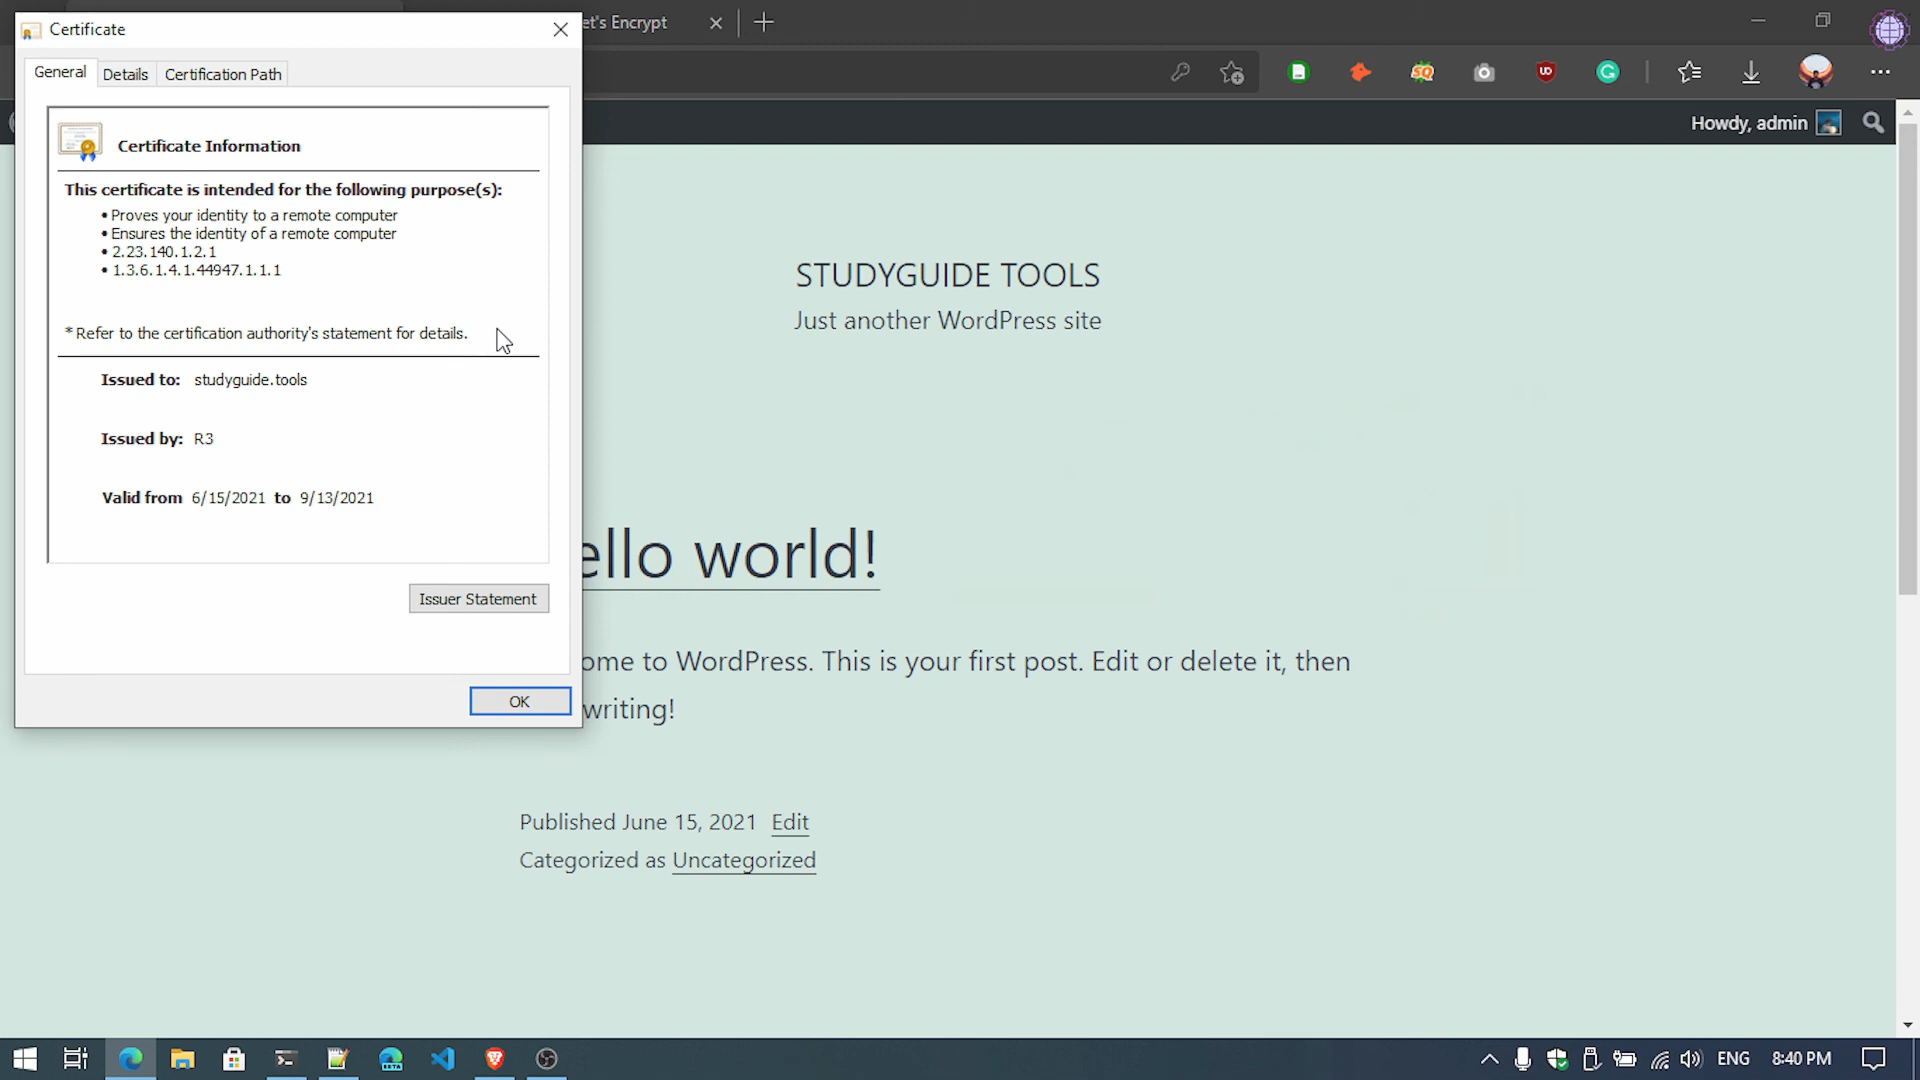 Certificate
General
Details
Certification Path
Certificate Information
This certificate is intended for the following purpose(s):
• Proves your identity to a remote computer
• Ensures the identity of a remote computer
• 2.23.140.1.2.1
• 1.3.6.1.4.1.44947.1.1.1
* Refer to the certification authority's statement for details.
Issued to: studyguide.tools
Issued by: R3
Valid from 6/15/2021 to 9/13/2021
Issuer Statement
OK
et's Encrypt
Howdy, admin
STUDYGUIDE TOOLS
Just another WordPress site
ello world!
ome to WordPress. This is your first post. Edit or delete it, then
writing!
Published June 15, 2021 Edit
Categorized as Uncategorized
SQ
UD
G
ENG
8:40 PM